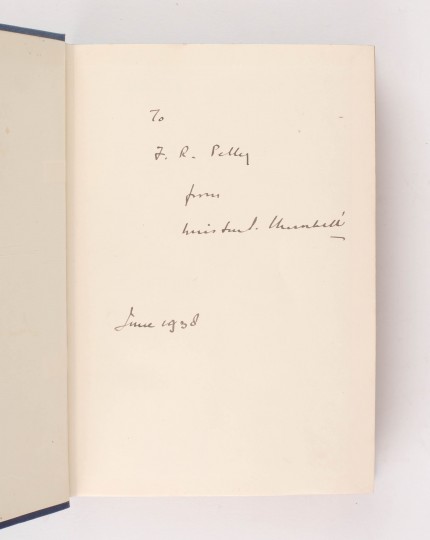 To
F. R. Pelly
from
Winston S. Churchill
June 1938